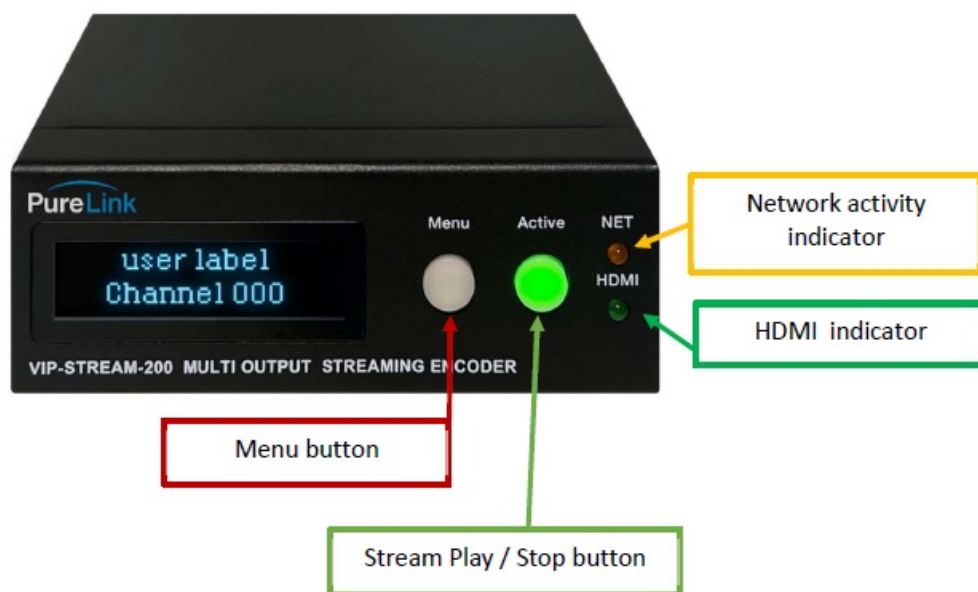 PureLink
Menu
Active
NET
HDMI
user label
Channel 000
VIP-STREAM-200 MULTI OUTPUT STREAMING ENCODER
Network activity
indicator
HDMI indicator
Menu button
Stream Play / Stop button